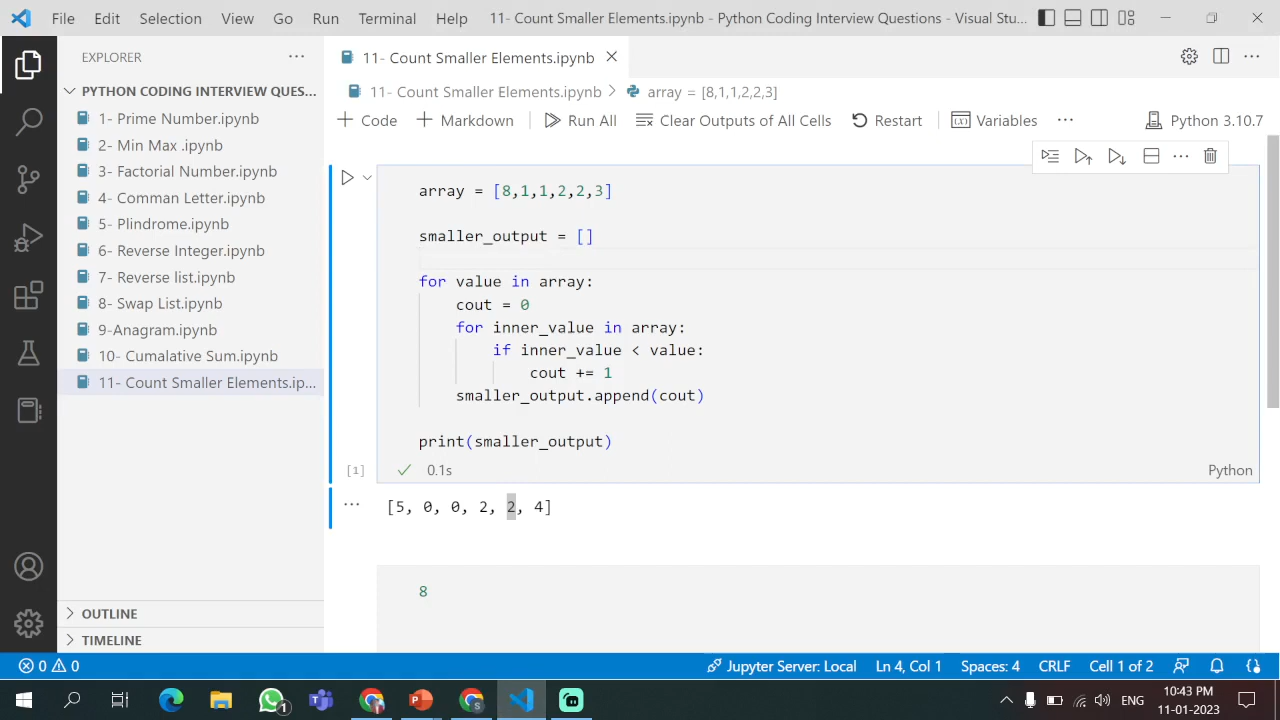 File Edit Selection View Go Run Terminal Help 11- Count Smaller Elements.ipynb - Python Coding Interview Questions - Visual Stu...
EXPLORER
11- Count Smaller Elements.ipynb
PYTHON CODING INTERVIEW QUES...
11- Count Smaller Elements.ipynb > array = [8,1,1,2,2,3]
1- Prime Number.ipynb
Code Markdown Run All Clear Outputs of All Cells Restart Variables Python 3.10.7
2- Min Max .ipynb
3- Factorial Number.ipynb
4- Comman Letter.ipynb
5- Plindrome.ipynb
6- Reverse Integer.ipynb
7- Reverse list.ipynb
8- Swap List.ipynb
9-Anagram.ipynb
10- Cumalative Sum.ipynb
11- Count Smaller Elements.ip...
array = [8,1,1,2,2,3]
smaller_output = []
for value in array:
cout = 0
for inner_value in array:
if inner_value < value:
cout += 1
smaller_output.append(cout)
print(smaller_output)
[1] 0.1s Python
[5, 0, 0, 2, 2, 4]
8
OUTLINE
TIMELINE
0 0 Jupyter Server: Local Ln 4, Col 1 Spaces: 4 CRLF Cell 1 of 2
1 ENG 10:43 PM
11-01-2023